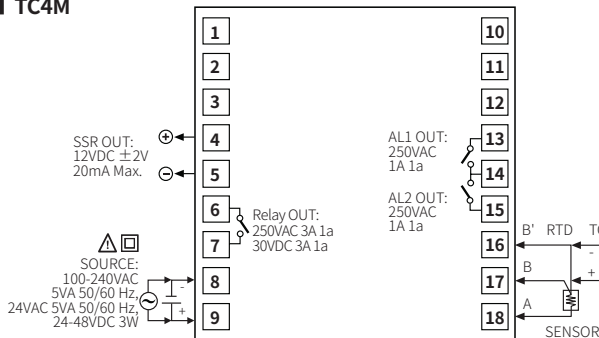 TC4M
1
10
2
11
3
12
SSR OUT:
12VDC ±2V
20mA Max.
+
4
-
5
AL1 OUT:
250VAC
1A 1a
13
14
6
7
Relay OUT:
250VAC 3A 1a
30VDC 3A 1a
AL2 OUT:
250VAC
1A 1a
15
16
B' RTD
-
+
SOURCE:
100-240VAC
5VA 50/60 Hz,
24VAC 5VA 50/60 Hz,
24-48VDC 3W
-
+
8
9
B
17
A
18
SENSOR